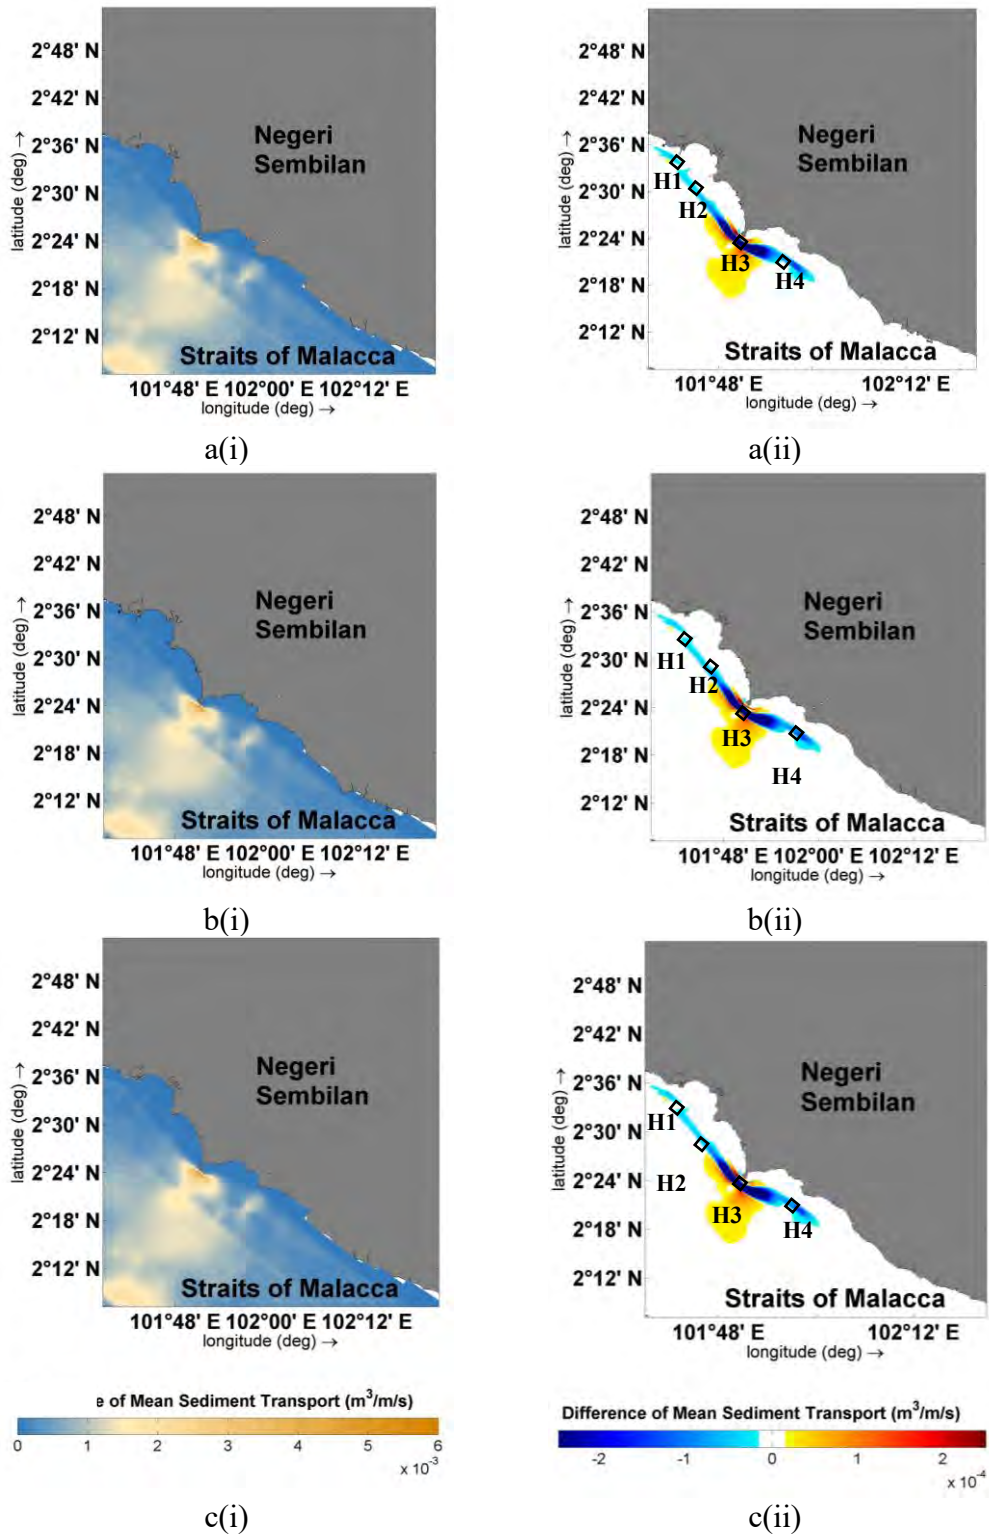 2°48' N
2°42' N
2°36' N
2°30' N
2°24' N
2°18' N
2°12' N
latitude (deg) →
Negeri
Sembilan
Straits of Malacca
101°48' E 102°00' E 102°12' E
longitude (deg) →
a(i)
2°48' N
2°42' N
2°36' N
2°30' N
2°24' N
2°18' N
2°12' N
latitude (deg) →
Negeri
Sembilan
H1
H2
H3
H4
Straits of Malacca
101°48' E 102°12' E
longitude (deg) →
a(ii)
2°48' N
2°42' N
2°36' N
2°30' N
2°24' N
2°18' N
2°12' N
latitude (deg) →
Negeri
Sembilan
Straits of Malacca
101°48' E 102°00' E 102°12' E
longitude (deg) →
b(i)
2°48' N
2°42' N
2°36' N
2°30' N
2°24' N
2°18' N
2°12' N
latitude (deg) →
Negeri
Sembilan
H1
H2
H3
H4
Straits of Malacca
101°48' E 102°00' E 102°12' E
longitude (deg) →
b(ii)
2°48' N
2°42' N
2°36' N
2°30' N
2°24' N
2°18' N
2°12' N
latitude (deg) →
Negeri
Sembilan
Straits of Malacca
101°48' E 102°00' E 102°12' E
longitude (deg) →
e of Mean Sediment Transport (m³/m/s)
0 1 2 3 4 5 6
x 10⁻³
c(i)
2°48' N
2°42' N
2°36' N
2°30' N
2°24' N
2°18' N
2°12' N
latitude (deg) →
Negeri
Sembilan
H1
H2
H3
H4
Straits of Malacca
101°48' E 102°12' E
longitude (deg) →
Difference of Mean Sediment Transport (m³/m/s)
-2 -1 0 1 2
x 10⁻⁴
c(ii)